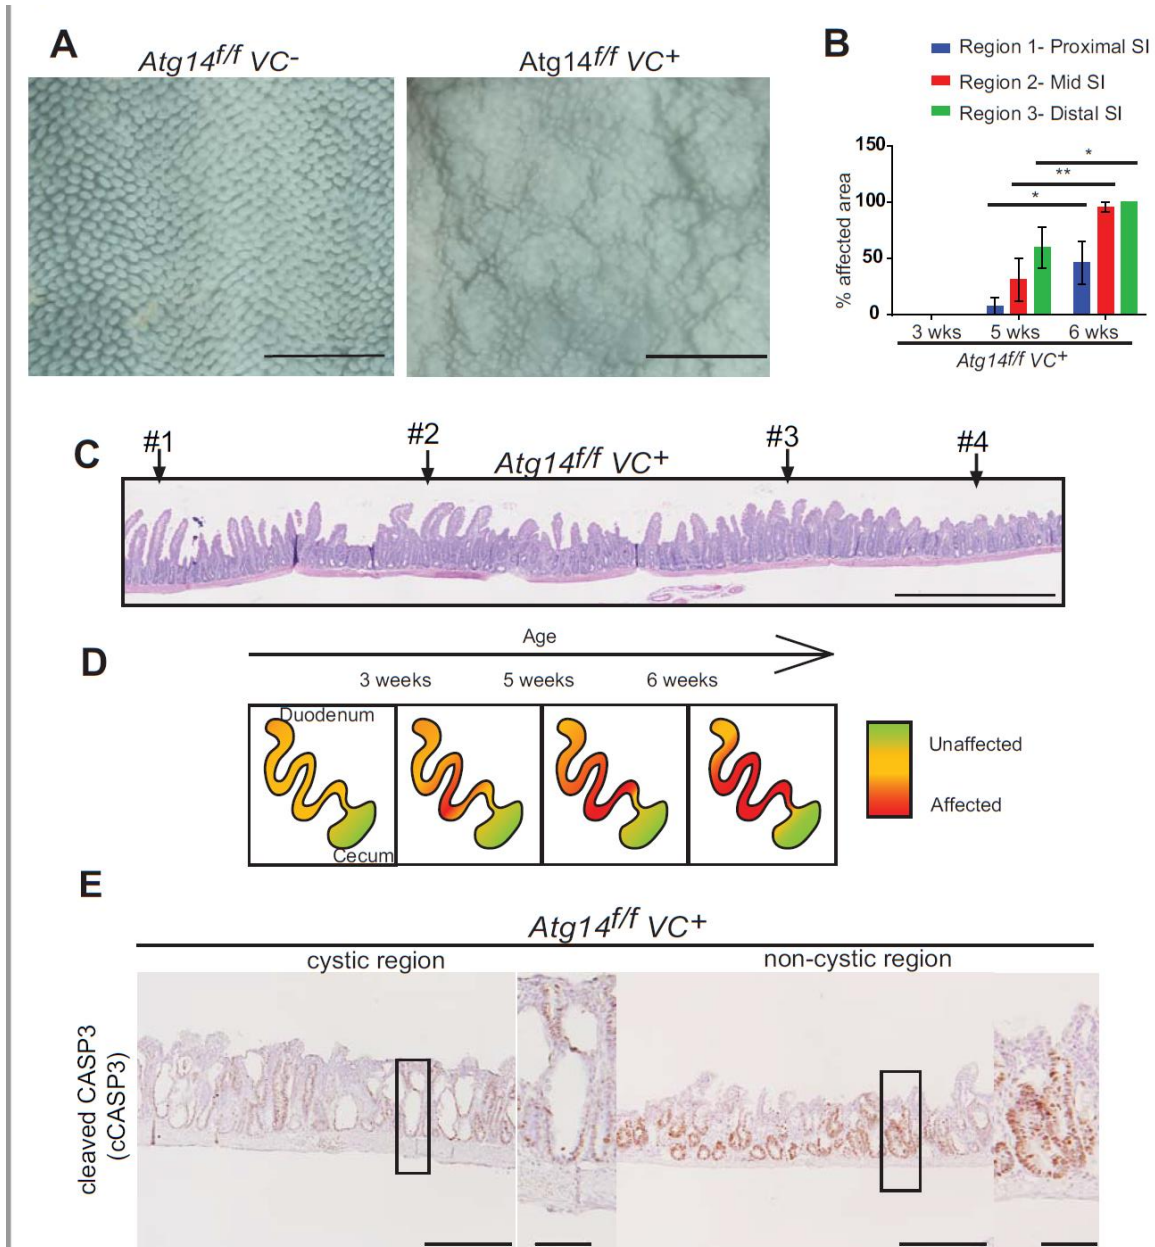 A
Atg14f/f VC-
Atg14f/f VC+
B
Region 1- Proximal SI
Region 2- Mid SI
Region 3- Distal SI
% affected area
150
100
50
0
*
**
*
3 wks 5 wks 6 wks
Atg14f/f VC+
C
#1 #2 #3 #4
Atg14f/f VC+
D
Age
3 weeks 5 weeks 6 weeks
Duodenum
Cecum
Unaffected
Affected
E
Atg14f/f VC+
cystic region non-cystic region
cleaved CASP3
(cCASP3)